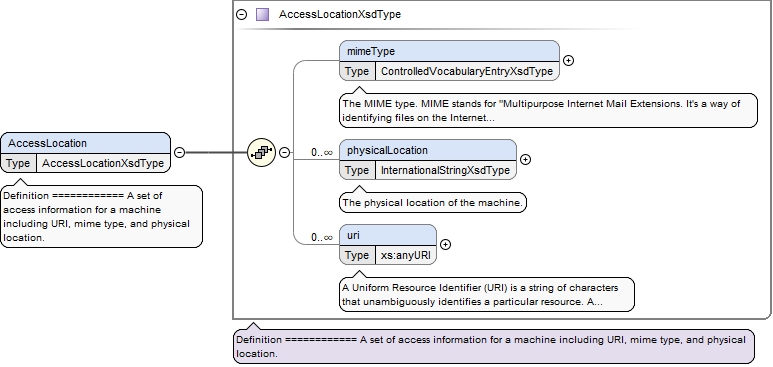 AccessLocationXsdType
mimeType
Type ControlledVocabularyEntryXsdType
The MIME type. MIME stands for "Multipurpose Internet Mail Extensions. It's a way of
identifying files on the Internet...
AccessLocation
Type AccessLocationXsdType
Definition ============ A set of
access information for a machine
including URI, mime type, and physical
location.
0..∞
physicalLocation
Type InternationalStringXsdType
The physical location of the machine.
0..∞
uri
Type xs:anyURI
A Uniform Resource Identifier (URI) is a string of characters
that unambiguously identifies a particular resource. A...
Definition ============ A set of access information for a machine including URI, mime type, and physical
location.